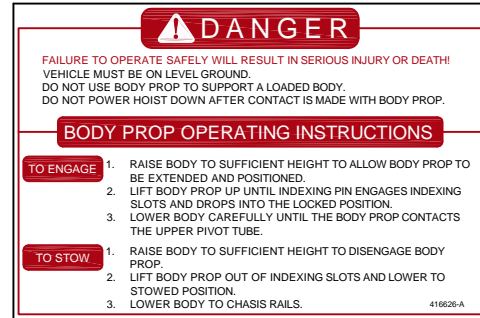 DANGER
FAILURE TO OPERATE SAFELY WILL RESULT IN SERIOUS INJURY OR DEATH!
VEHICLE MUST BE ON LEVEL GROUND.
DO NOT USE BODY PROP TO SUPPORT A LOADED BODY.
DO NOT POWER HOIST DOWN AFTER CONTACT IS MADE WITH BODY PROP.
BODY PROP OPERATING INSTRUCTIONS
TO ENGAGE
1. RAISE BODY TO SUFFICIENT HEIGHT TO ALLOW BODY PROP TO
BE EXTENDED AND POSITIONED.
2. LIFT BODY PROP UP UNTIL INDEXING PIN ENGAGES INDEXING
SLOTS AND DROPS INTO THE LOCKED POSITION.
3. LOWER BODY CAREFULLY UNTIL THE BODY PROP CONTACTS
THE UPPER PIVOT TUBE.
TO STOW
1. RAISE BODY TO SUFFICIENT HEIGHT TO DISENGAGE BODY
PROP.
2. LIFT BODY PROP OUT OF INDEXING SLOTS AND LOWER TO
STOWED POSITION.
3. LOWER BODY TO CHASIS RAILS.
416626-A